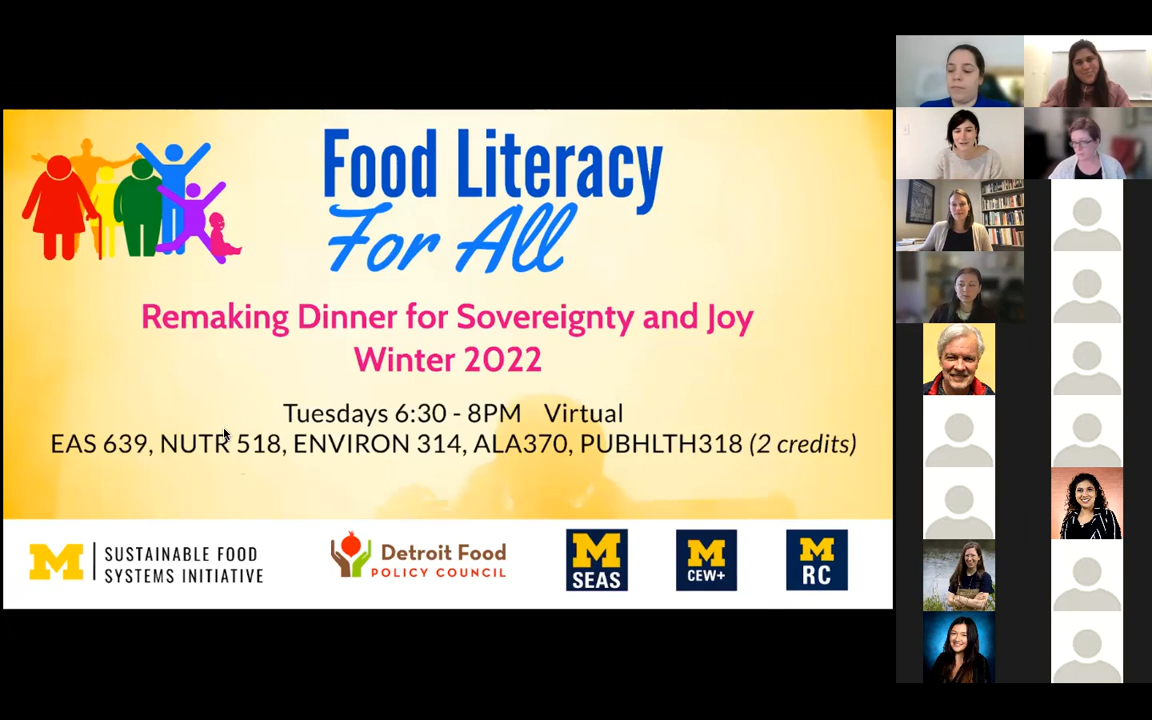 Food Literacy
For All
Remaking Dinner for Sovereignty and Joy
Winter 2022
Tuesdays 6:30 - 8PM Virtual
EAS 639, NUTR 518, ENVIRON 314, ALA370, PUBHLTH318 (2 credits)
M SUSTAINABLE FOOD
SYSTEMS INITIATIVE
Detroit Food
POLICY COUNCIL
M
SEAS
M
CEW+
M
RC